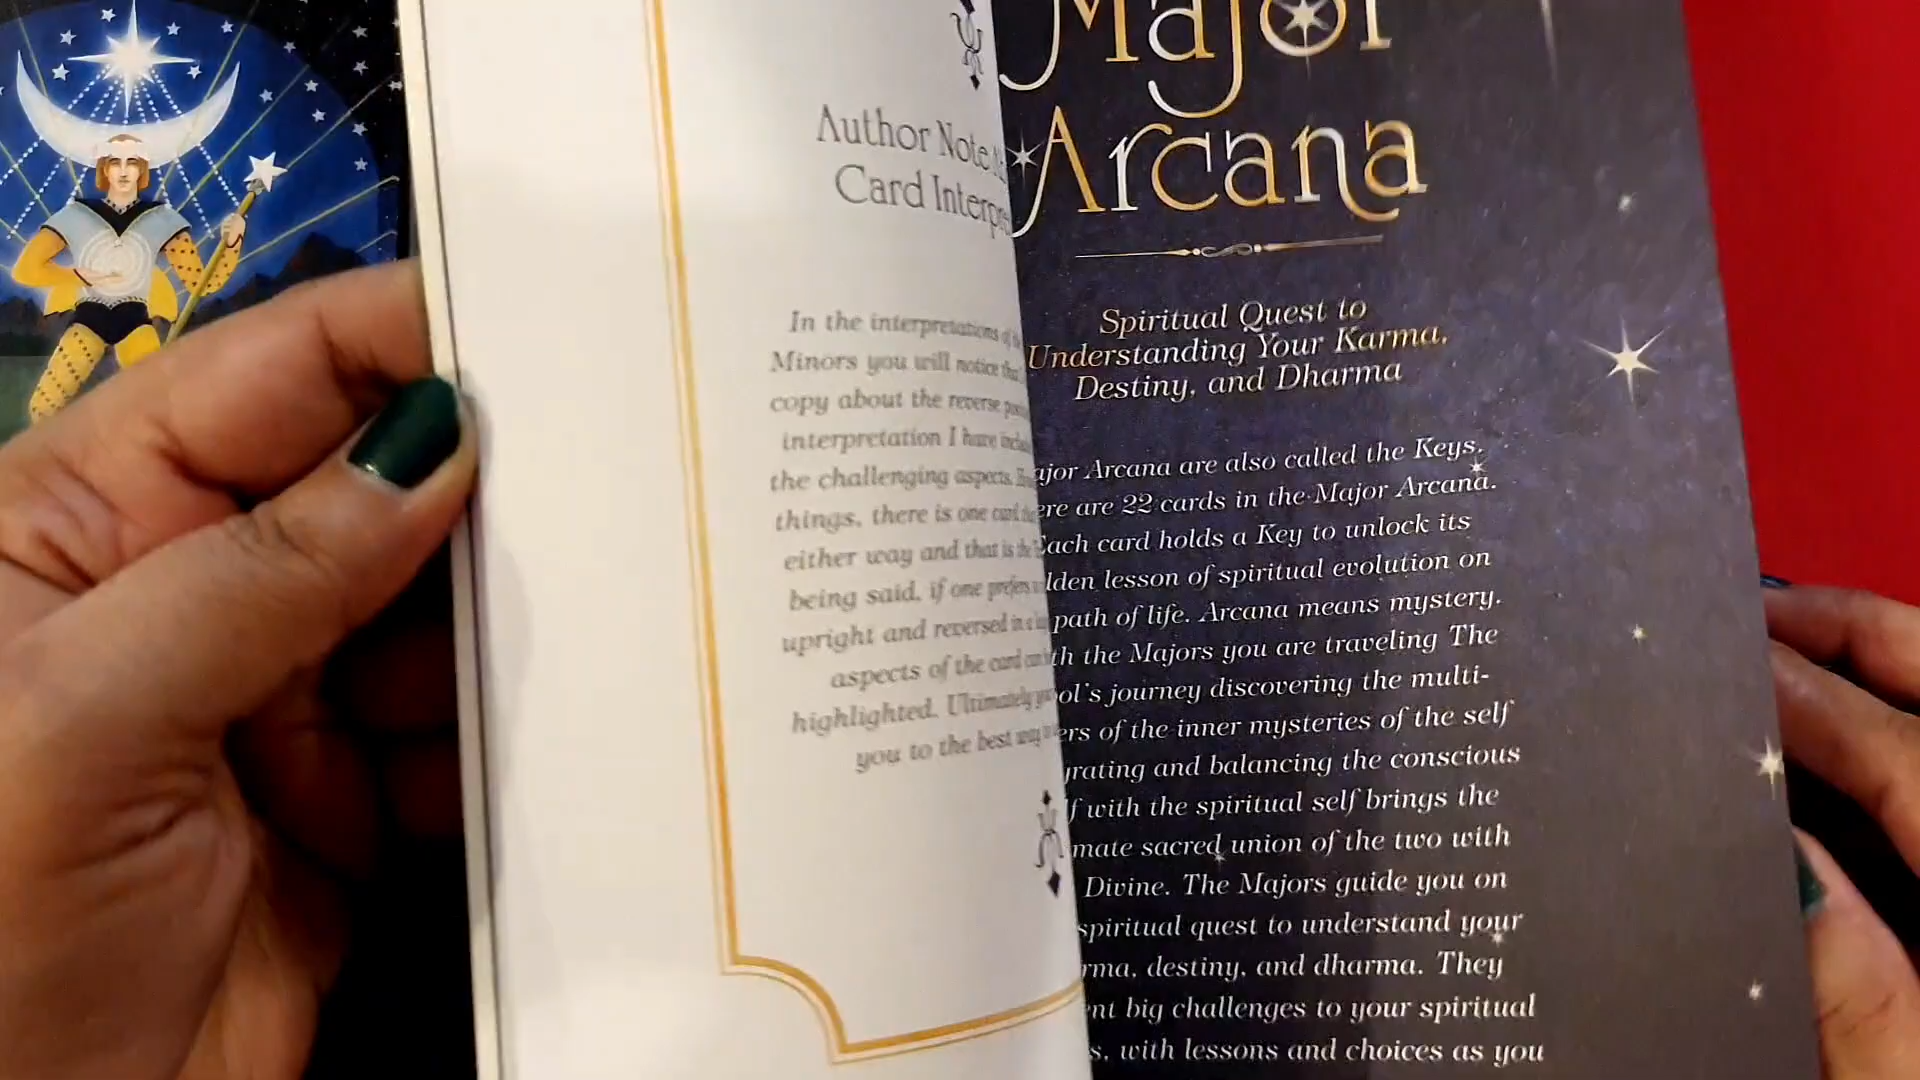 Author Note
Card
In the interpretations
Minors you will notice
copy about the reverse
interpretation I have
the challenging aspects.
things, there is one card
either way and that is the
being said, if one prefers
upright and reversed in a
aspects of the card can
highlighted. Ultimately
you to the best way
Major
Arcana
Spiritual Quest to
Understanding Your Karma,
Destiny, and Dharma
ajor Arcana are also called the Keys.
ere are 22 cards in the Major Arcana.
Each card holds a Key to unlock its
lden lesson of spiritual evolution on
path of life. Arcana means mystery.
th the Majors you are traveling The
ol's journey discovering the multi-
ers of the inner mysteries of the self
grating and balancing the conscious
f with the spiritual self brings the
mate sacred union of the two with
Divine. The Majors guide you on
spiritual quest to understand your
rma, destiny, and dharma. They
nt big challenges to your spiritual
s, with lessons and choices as you